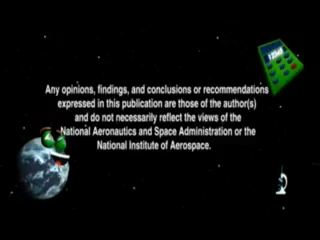 Any opinions, findings, and conclusions or recommendations
expressed in this publication are those of the author(s)
and do not necessarily reflect the views of the
National Aeronautics and Space Administration or the
National Institute of Aerospace.